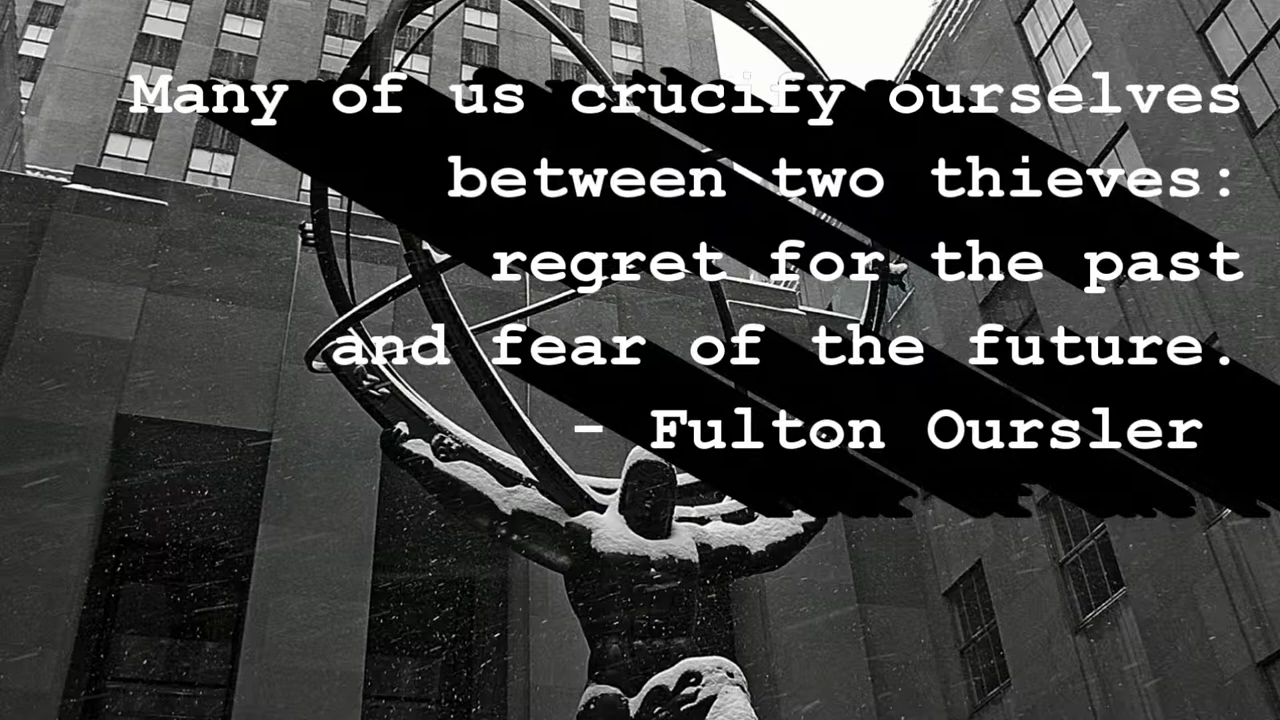 Many of us crucify ourselves
between two thieves:
regret for the past
and fear of the future.
- Fulton Oursler